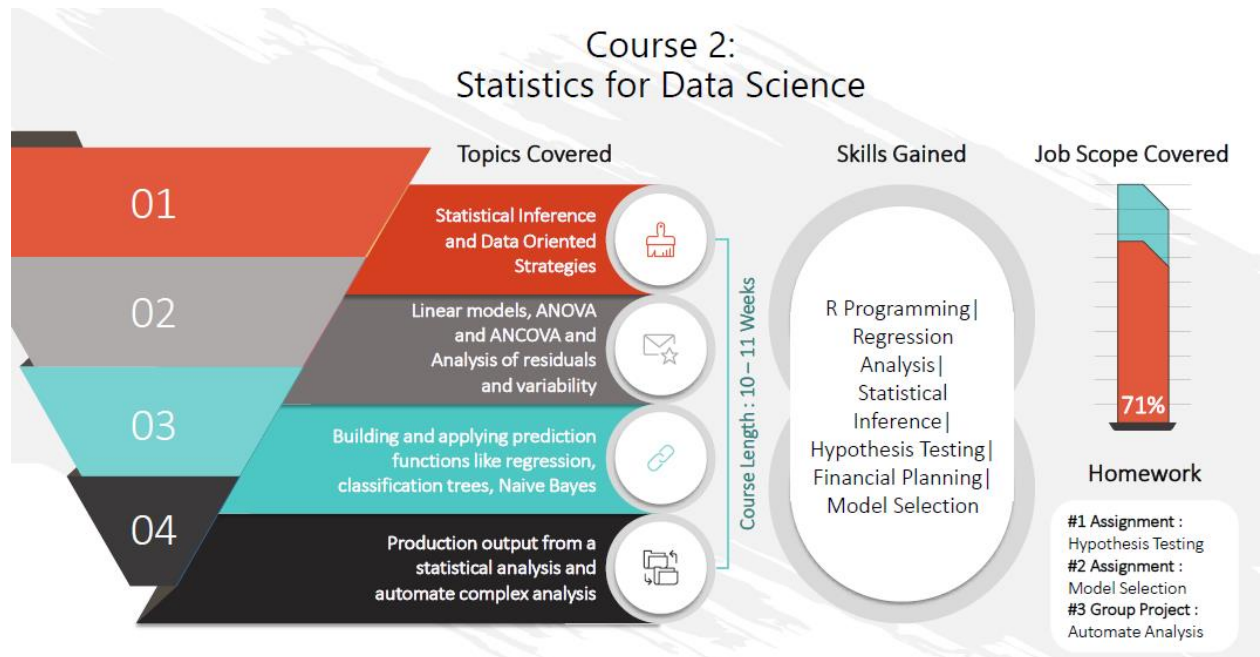 Course 2:
Statistics for Data Science
Topics Covered
01
Statistical Inference
and Data Oriented
Strategies
02
Linear models, ANOVA
and ANCOVA and
Analysis of residuals
and variability
03
Building and applying prediction
functions like regression,
classification trees, Naive Bayes
04
Production output from a
statistical analysis and
automate complex analysis
Course Length : 10 – 11 Weeks
Skills Gained
R Programming|
Regression
Analysis|
Statistical
Inference|
Hypothesis Testing|
Financial Planning|
Model Selection
Job Scope Covered
71%
Homework
#1 Assignment :
Hypothesis Testing
#2 Assignment :
Model Selection
#3 Group Project :
Automate Analysis